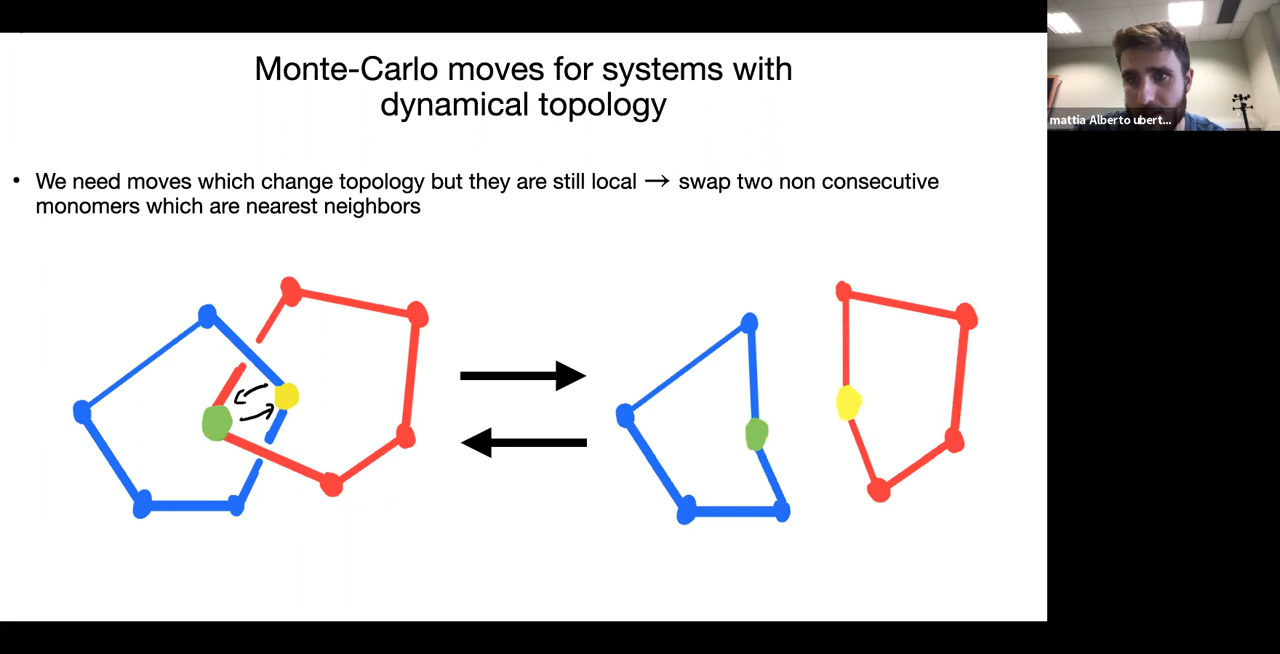 Monte-Carlo moves for systems with
dynamical topology
• We need moves which change topology but they are still local → swap two non consecutive
monomers which are nearest neighbors
mattia Alberto ubert...